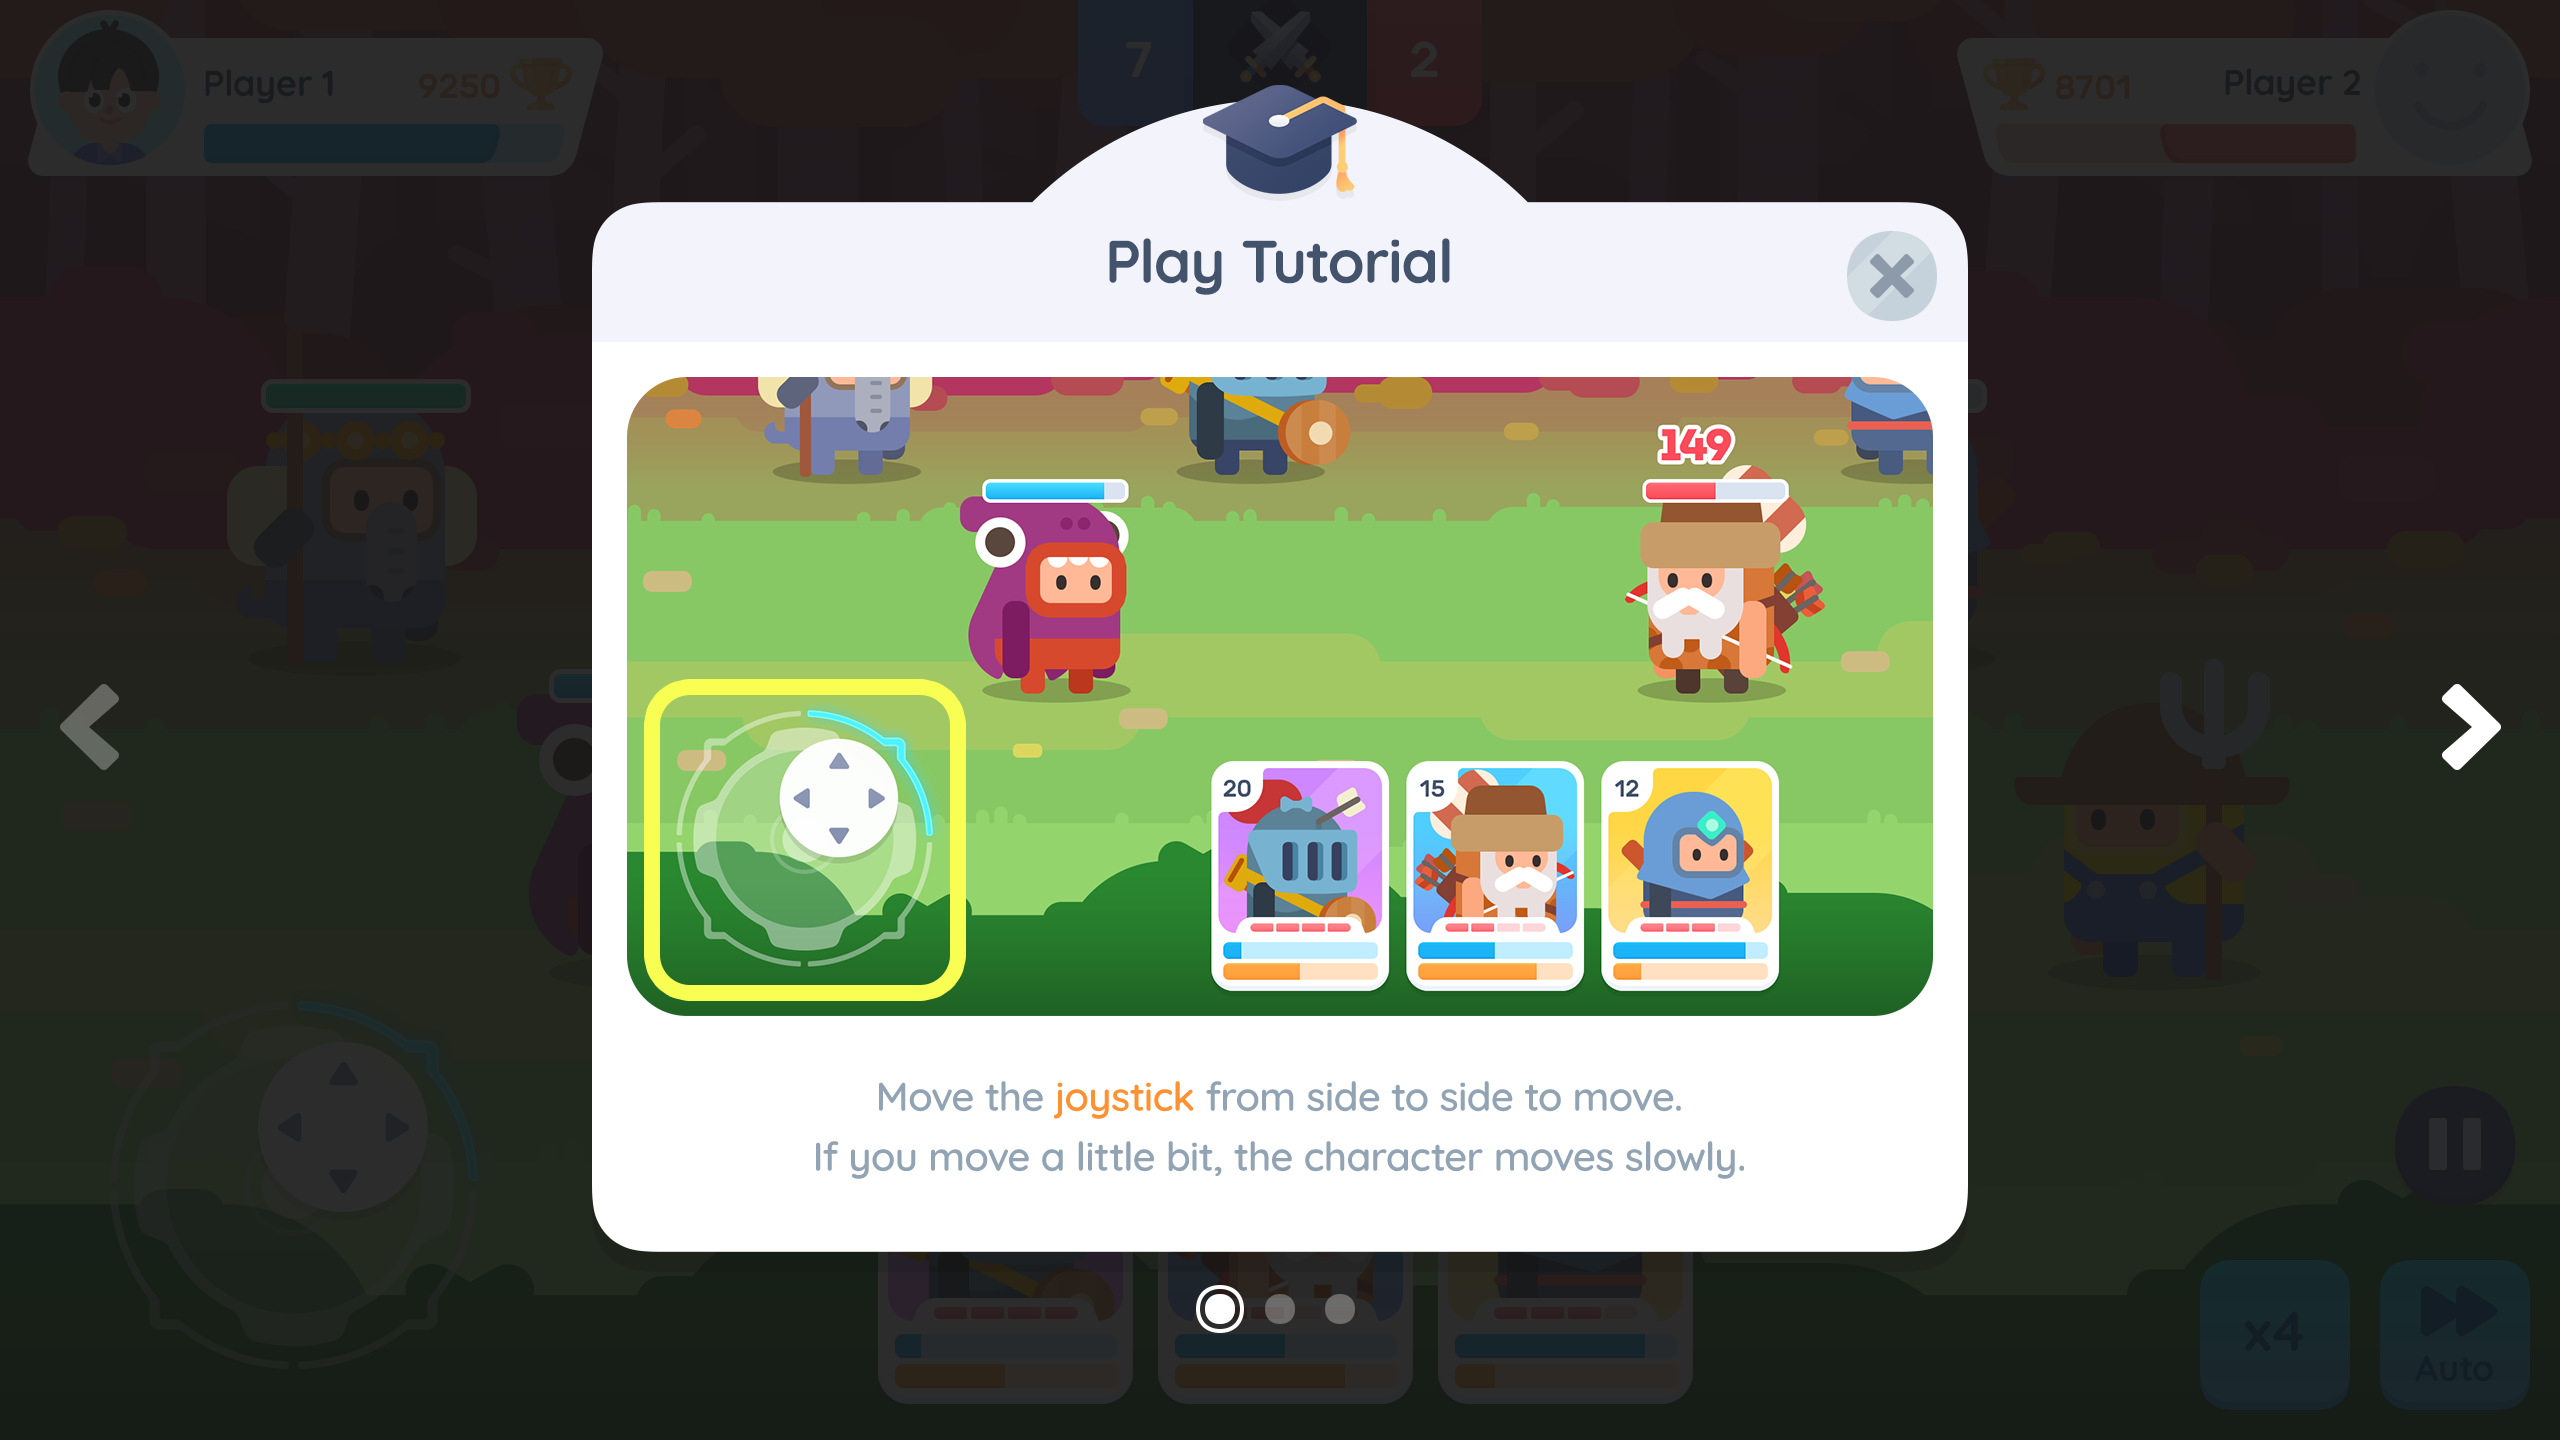 Player 1
9250
7
2
8701
Player 2
Play Tutorial
149
20
15
12
Move the joystick from side to side to move.
If you move a little bit, the character moves slowly.
x4
Auto